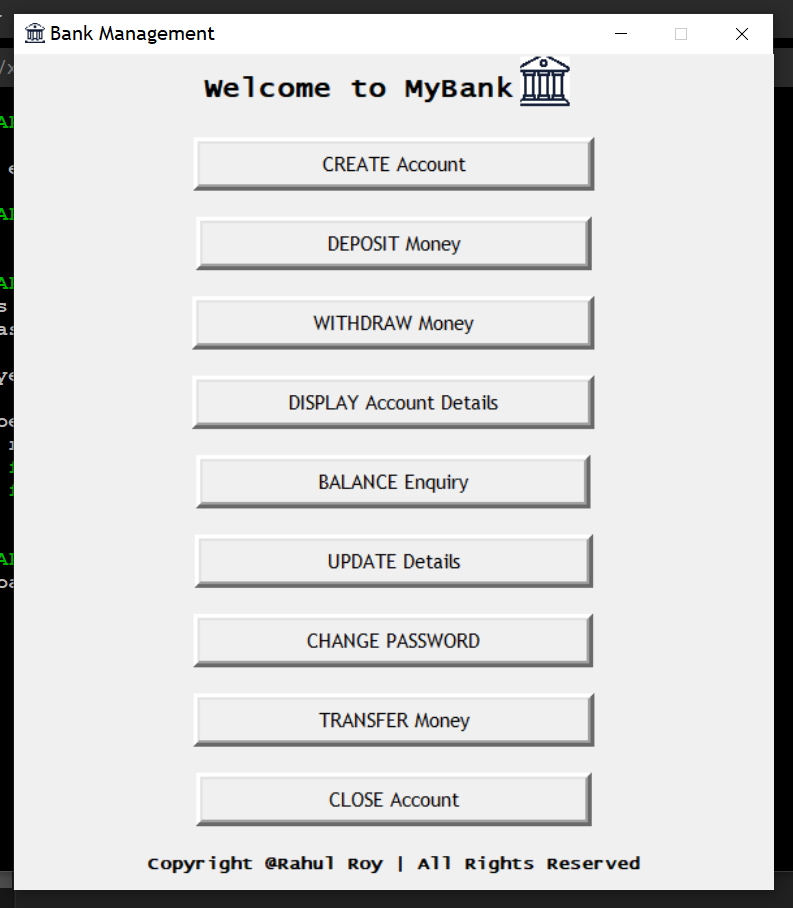 Bank Management
Welcome to MyBank
CREATE Account
DEPOSIT Money
WITHDRAW Money
DISPLAY Account Details
BALANCE Enquiry
UPDATE Details
CHANGE PASSWORD
TRANSFER Money
CLOSE Account
Copyright @Rahul Roy | All Rights Reserved